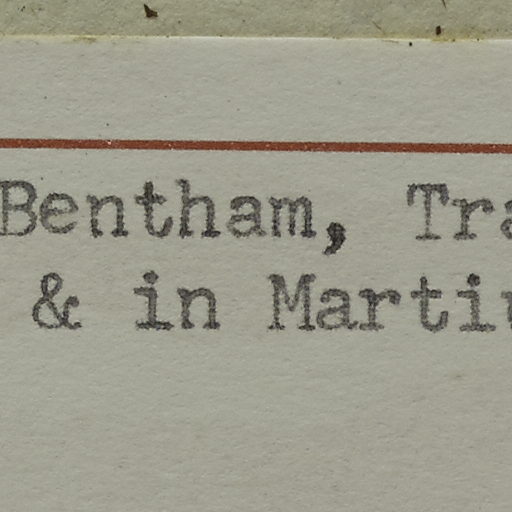 Bentham, Tra
& in Marti